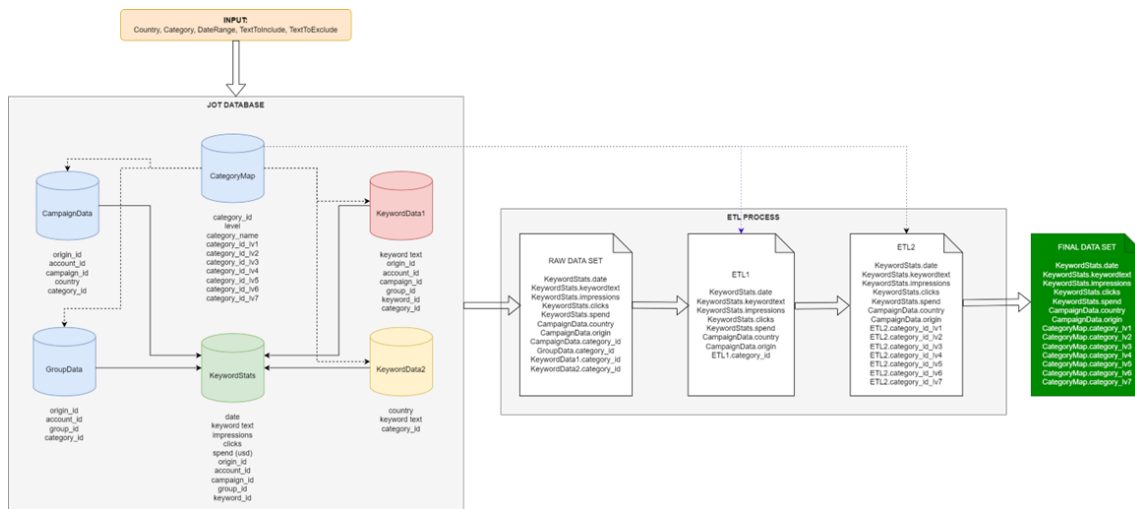 INPUT:
Country, Category, DateRange, TextToInclude, TextToExclude
JOT DATABASE
CategoryMap
category_id
level
category_name
category_id_lv1
category_id_lv2
category_id_lv3
category_id_lv4
category_id_lv5
category_id_lv6
category_id_lv7
CampaignData
origin_id
account_id
campaign_id
country
category_id
KeywordData1
keyword text
origin_id
account_id
campaign_id
group_id
keyword_id
category_id
GroupData
origin_id
account_id
group_id
category_id
KeywordStats
date
keyword text
impressions
clicks
spend (usd)
origin_id
account_id
campaign_id
group_id
keyword_id
KeywordData2
country
keyword text
category_id
ETL PROCESS
RAW DATA SET
KeywordStats.date
KeywordStats.keywordtext
KeywordStats.impressions
KeywordStats.clicks
KeywordStats.spend
CampaignData.country
CampaignData.origin
CampaignData.category_id
GroupData.category_id
KeywordData1.category_id
KeywordData2.category_id
ETL1
KeywordStats.date
KeywordStats.keywordtext
KeywordStats.impressions
KeywordStats.clicks
KeywordStats.spend
CampaignData.country
CampaignData.origin
ETL1.category_id
ETL2
KeywordStats.date
KeywordStats.keywordtext
KeywordStats.impressions
KeywordStats.clicks
KeywordStats.spend
CampaignData.country
CampaignData.origin
ETL2.category_id_lv1
ETL2.category_id_lv2
ETL2.category_id_lv3
ETL2.category_id_lv4
ETL2.category_id_lv5
ETL2.category_id_lv6
ETL2.category_id_lv7
FINAL DATA SET
KeywordStats.date
KeywordStats.keywordtext
KeywordStats.impressions
KeywordStats.clicks
KeywordStats.spend
CampaignData.country
CampaignData.origin
CategoryMap.category_lv1
CategoryMap.category_lv2
CategoryMap.category_lv3
CategoryMap.category_lv4
CategoryMap.category_lv5
CategoryMap.category_lv6
CategoryMap.category_lv7